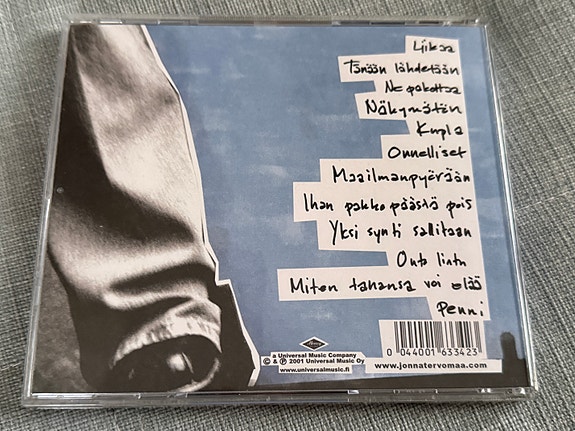 Liikaa
Tänään lähdetään
Ne pakottaa
Näkymätön
Kupla
Onnelliset
Maailmanpyörään
Ihan pakko päästä pois
Yksi synti sallitaan
Outo lintu
Miten tahansa voi elää
Penni
a Universal Music Company
© & ℗ 2001 Universal Music Oy
www.universalmusic.fi
0 044001 633423
www.jonnatervomaa.com